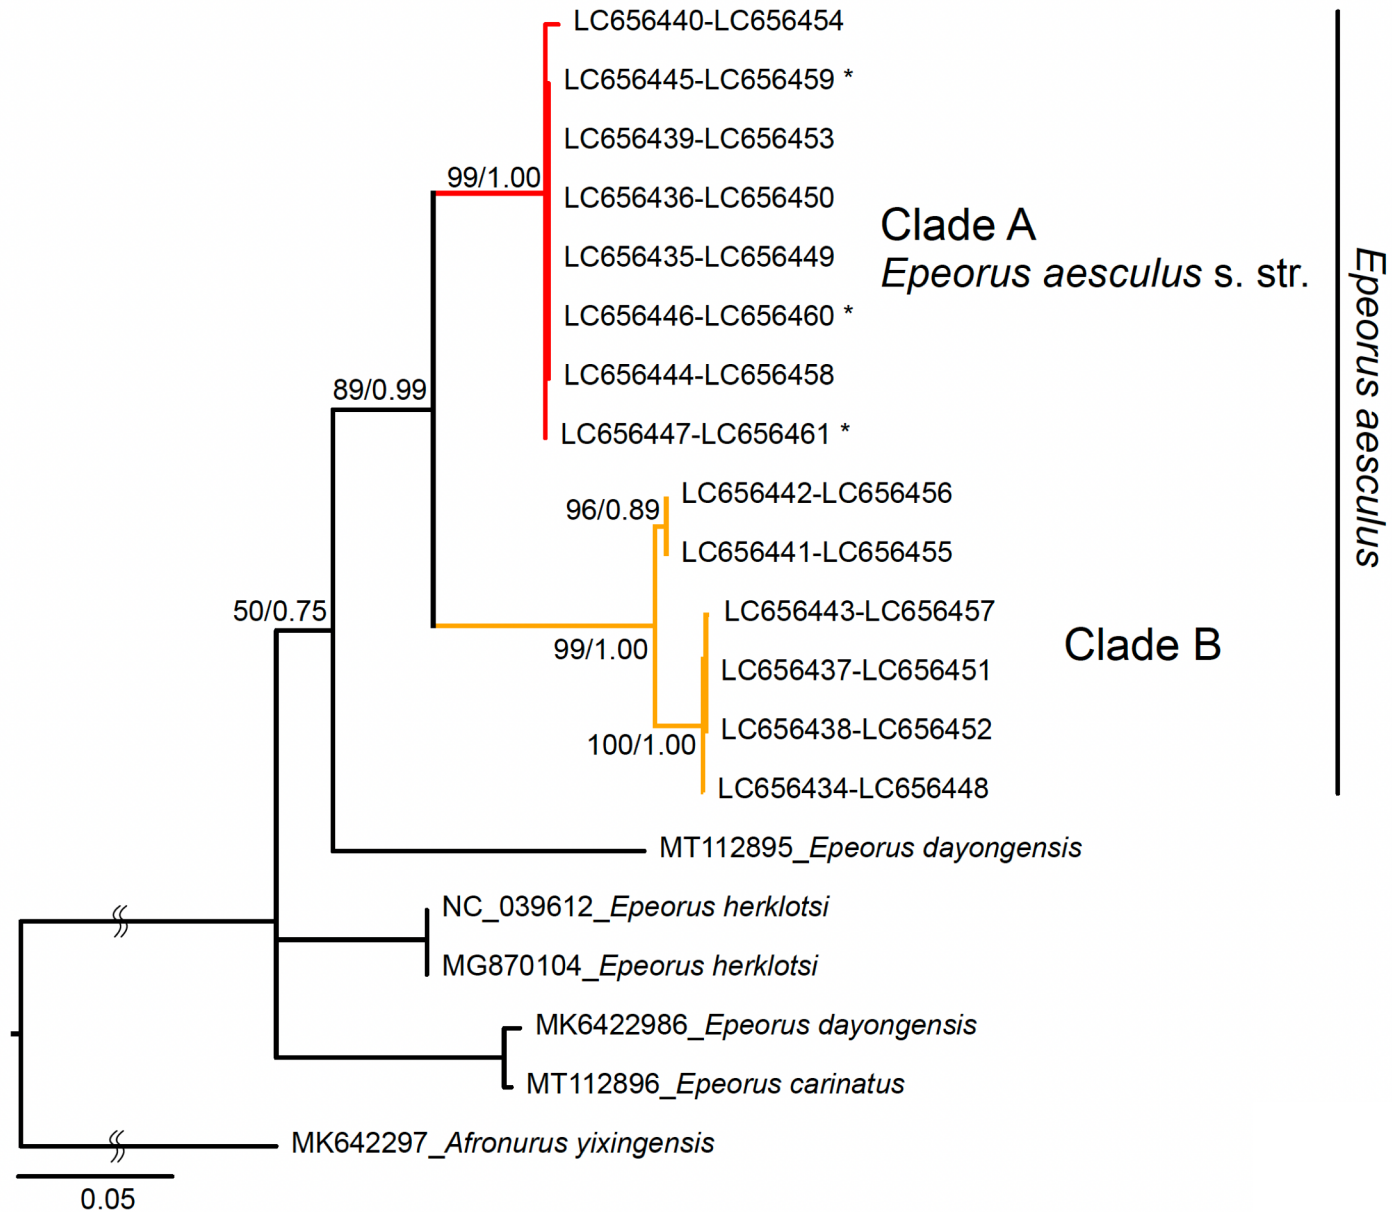 LC656440-LC656454
LC656445-LC656459 *
LC656439-LC656453
99/1.00
LC656436-LC656450
Clade A
LC656435-LC656449
Epeorus aesculus s. str.
LC656446-LC656460 *
LC656444-LC656458
89/0.99
LC656447-LC656461 *
Epeorus aesculus
LC656442-LC656456
96/0.89
LC656441-LC656455
50/0.75
LC656443-LC656457
99/1.00
Clade B
LC656437-LC656451
LC656438-LC656452
100/1.00
LC656434-LC656448
MT112895_Epeorus dayongensis
NC_039612_Epeorus herklotsi
MG870104_Epeorus herklotsi
MK6422986_Epeorus dayongensis
MT112896_Epeorus carinatus
MK642297_Afronurus yixingensis
0.05